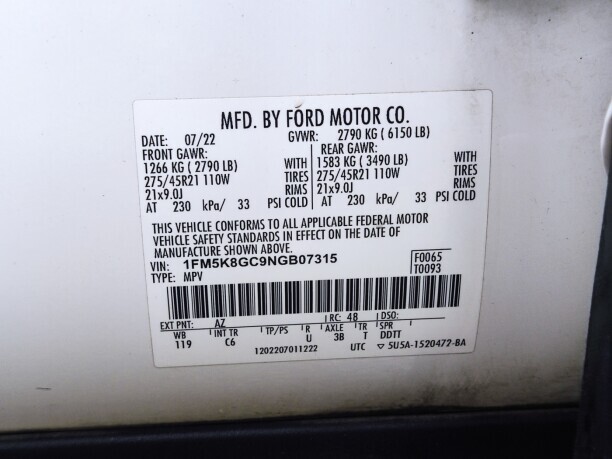 MFD. BY FORD MOTOR CO.
DATE: 07/22 GVWR: 2790 KG ( 6150 LB)
FRONT GAWR: REAR GAWR:
1266 KG ( 2790 LB) WITH 1583 KG ( 3490 LB) WITH
275/45R21 110W TIRES 275/45R21 110W TIRES
21x9.0J RIMS 21x9.0J RIMS
AT 230 kPa/ 33 PSI COLD AT 230 kPa/ 33 PSI COLD
THIS VEHICLE CONFORMS TO ALL APPLICABLE FEDERAL MOTOR
VEHICLE SAFETY STANDARDS IN EFFECT ON THE DATE OF
MANUFACTURE SHOWN ABOVE.
VIN: 1FM5K8GC9NGB07315 F0065
TYPE: MPV T0093
EXT PNT: AZ RC: 48 DSO:
WB INT TR TP/PS R AXLE TR SPR
119 C6 U 3B T DDTT
1202207011222 UTC ▽ 5U5A-1520472-BA